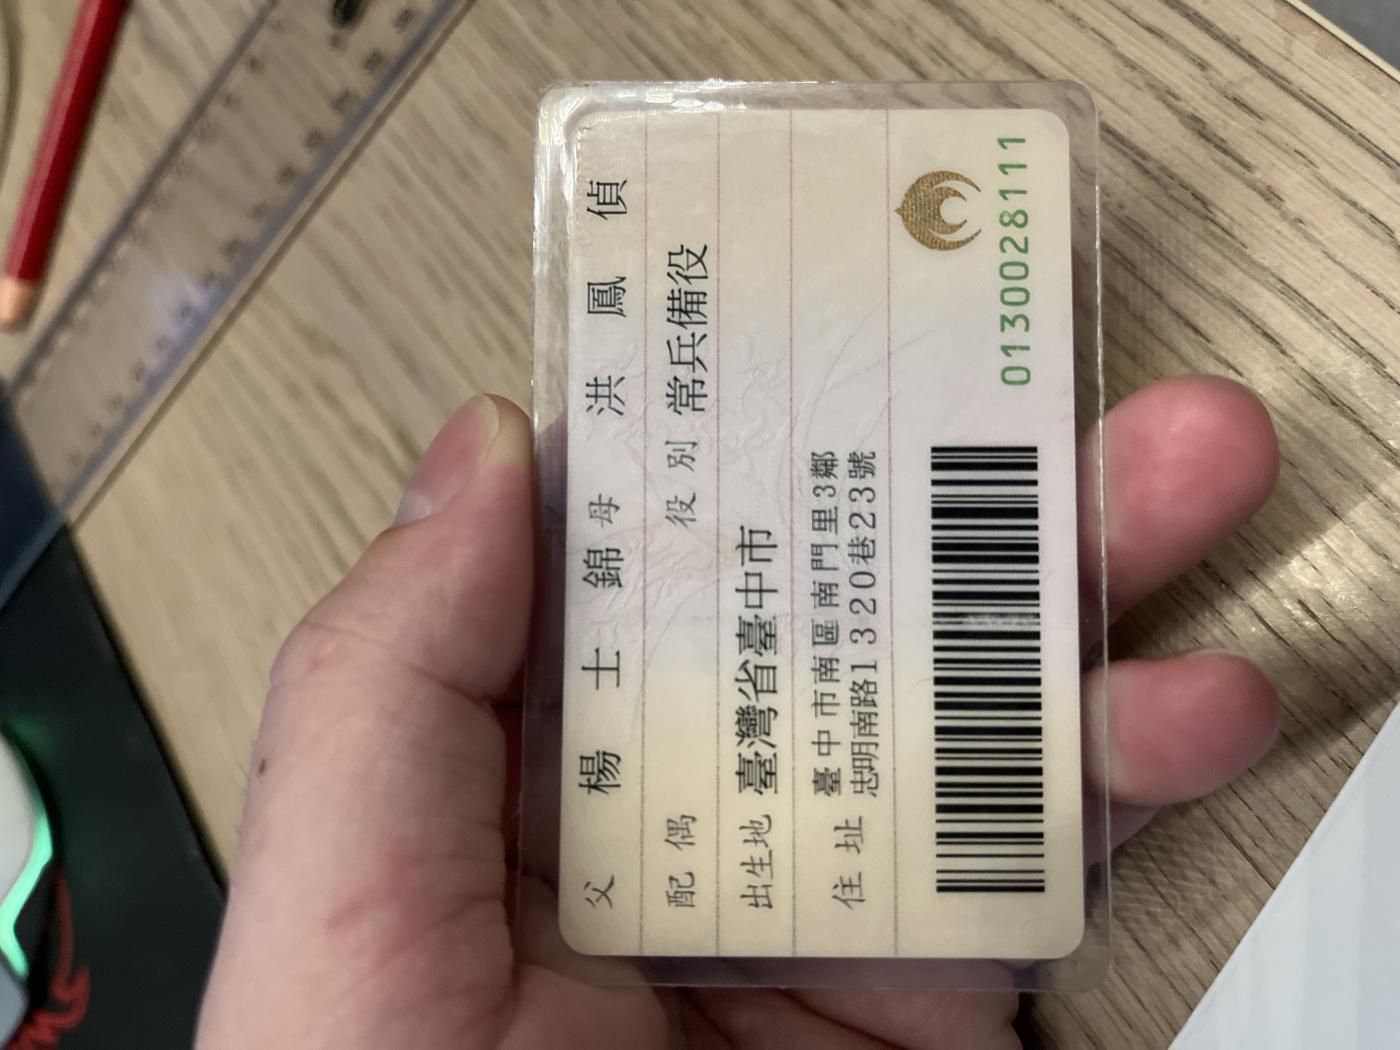 父 楊 士 錦 母 洪 鳳 偵
配偶 役別 常兵備役
出生地 臺灣省臺中市
住址 臺中市南區南門里3鄰
忠明南路1320巷23號
0130028111